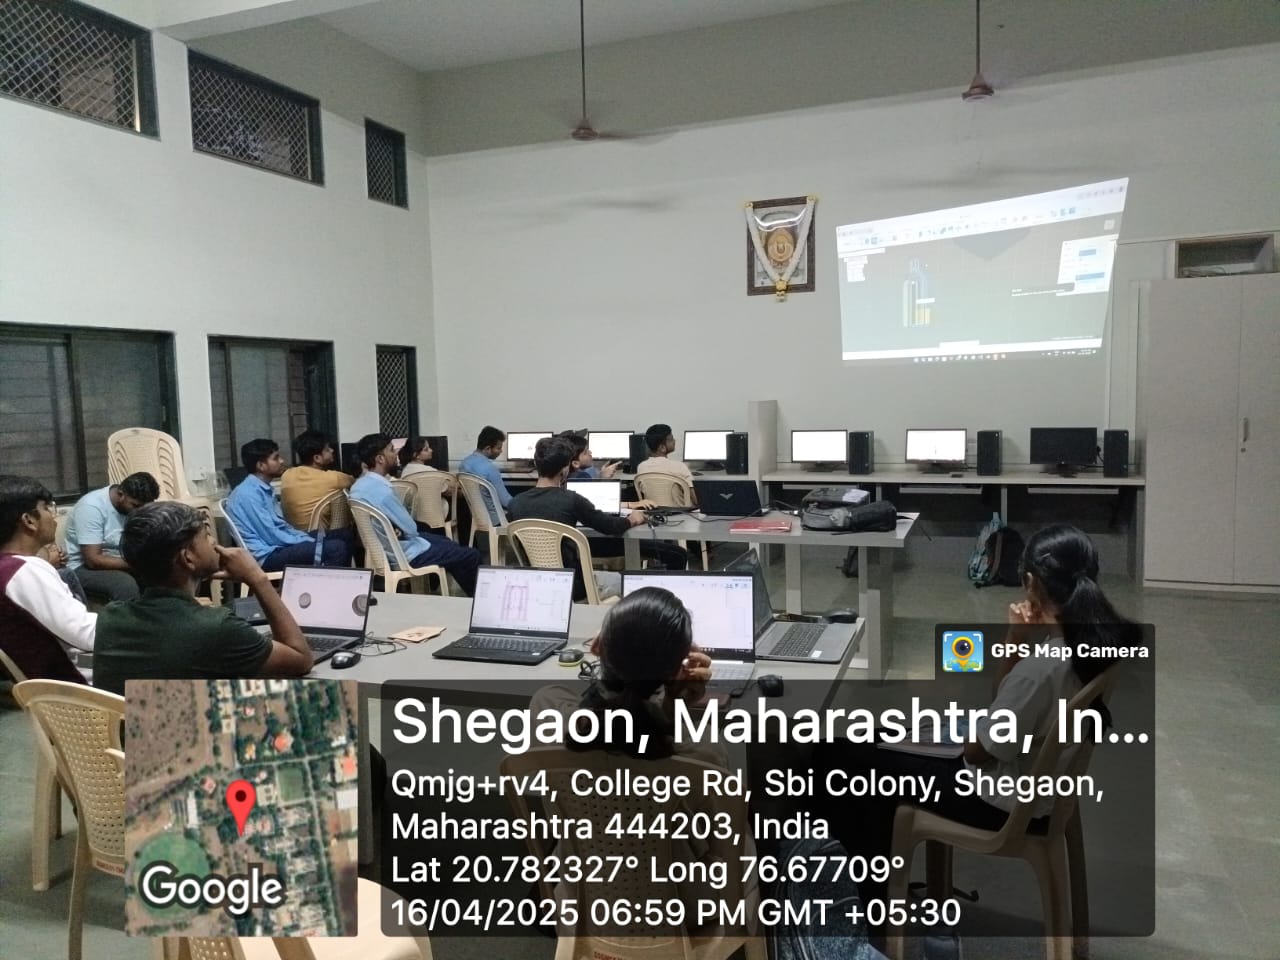 GPS Map Camera
Shegaon, Maharashtra, In...
Qmjg+rv4, College Rd, Sbi Colony, Shegaon,
Maharashtra 444203, India
Lat 20.782327° Long 76.67709°
16/04/2025 06:59 PM GMT +05:30
Google